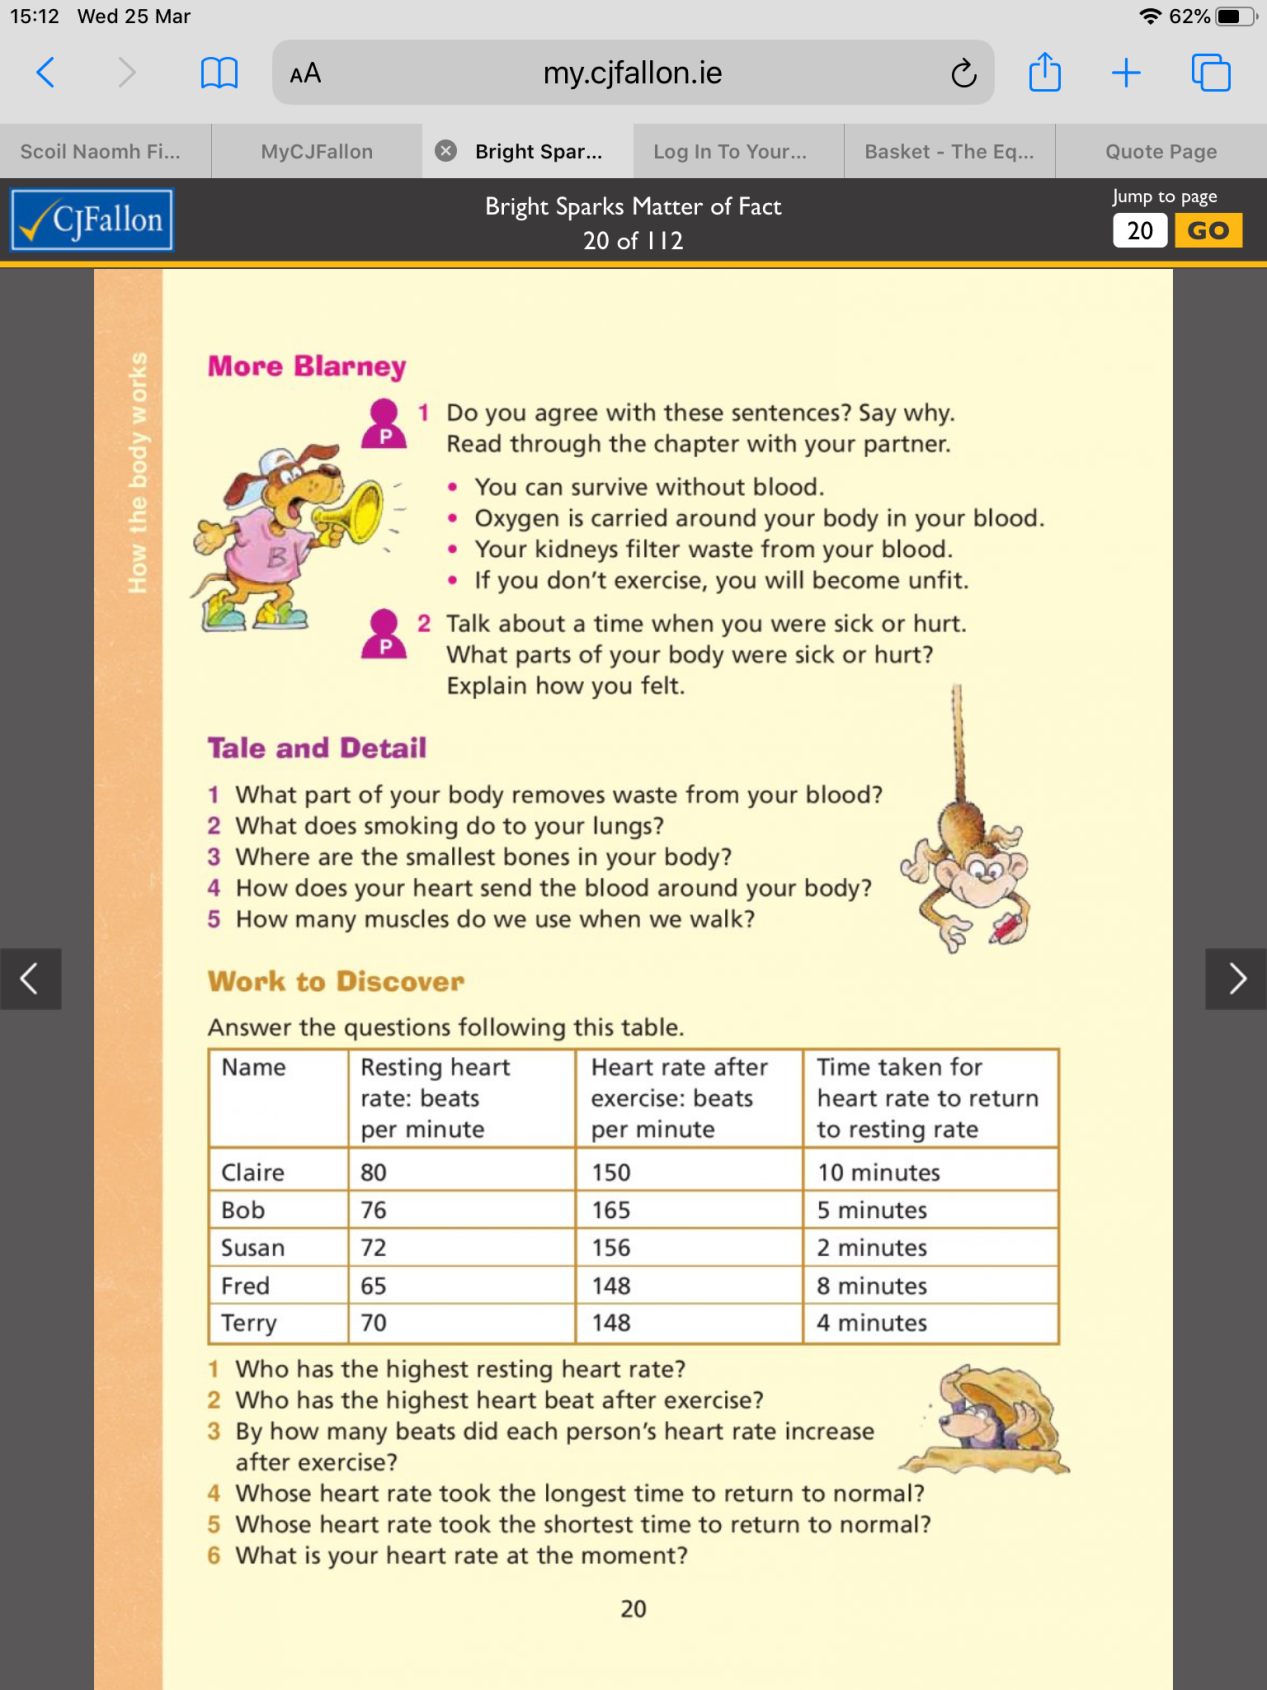 15:12 Wed 25 Mar
62%
AA
my.cjfallon.ie
Scoil Naomh Fi...
MyCJFallon
Bright Spar...
Log In To Your...
Basket - The Eq...
Quote Page
CJFallon
Bright Sparks Matter of Fact
20 of 112
Jump to page
20 GO
How the body works
More Blarney
P
1 Do you agree with these sentences? Say why.
Read through the chapter with your partner.
• You can survive without blood.
• Oxygen is carried around your body in your blood.
• Your kidneys filter waste from your blood.
• If you don't exercise, you will become unfit.
B
P
2 Talk about a time when you were sick or hurt.
What parts of your body were sick or hurt?
Explain how you felt.
Tale and Detail
1 What part of your body removes waste from your blood?
2 What does smoking do to your lungs?
3 Where are the smallest bones in your body?
4 How does your heart send the blood around your body?
5 How many muscles do we use when we walk?
Work to Discover
Answer the questions following this table.
Name
Resting heart
rate: beats
per minute
Heart rate after
exercise: beats
per minute
Time taken for
heart rate to return
to resting rate
Claire 80 150 10 minutes
Bob 76 165 5 minutes
Susan 72 156 2 minutes
Fred 65 148 8 minutes
Terry 70 148 4 minutes
1 Who has the highest resting heart rate?
2 Who has the highest heart beat after exercise?
3 By how many beats did each person's heart rate increase
after exercise?
4 Whose heart rate took the longest time to return to normal?
5 Whose heart rate took the shortest time to return to normal?
6 What is your heart rate at the moment?
20